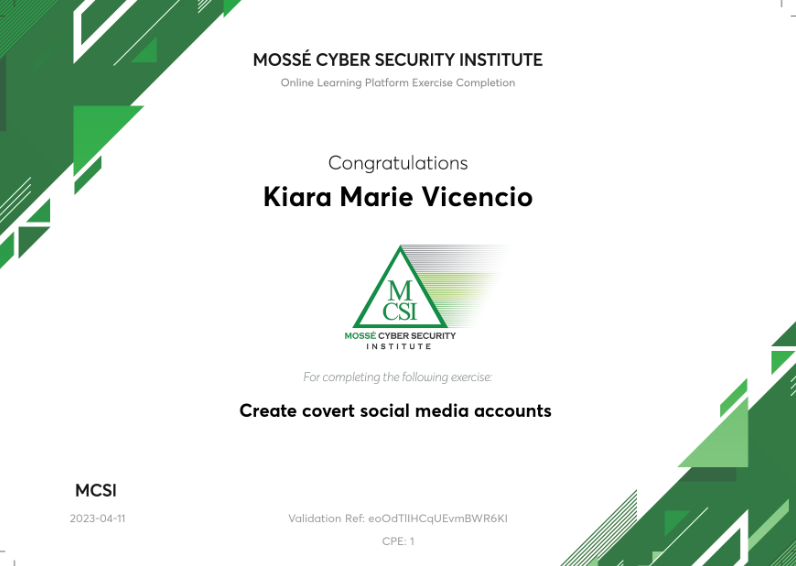 MOSSÉ CYBER SECURITY INSTITUTE
Online Learning Platform Exercise Completion
Congratulations
Kiara Marie Vicencio
M
CSI
MOSSÉ CYBER SECURITY
INSTITUTE
For completing the following exercise:
Create covert social media accounts
MCSI
2023-04-11
Validation Ref: eoOdTlIHCqUEvmBWR6KI
CPE: 1